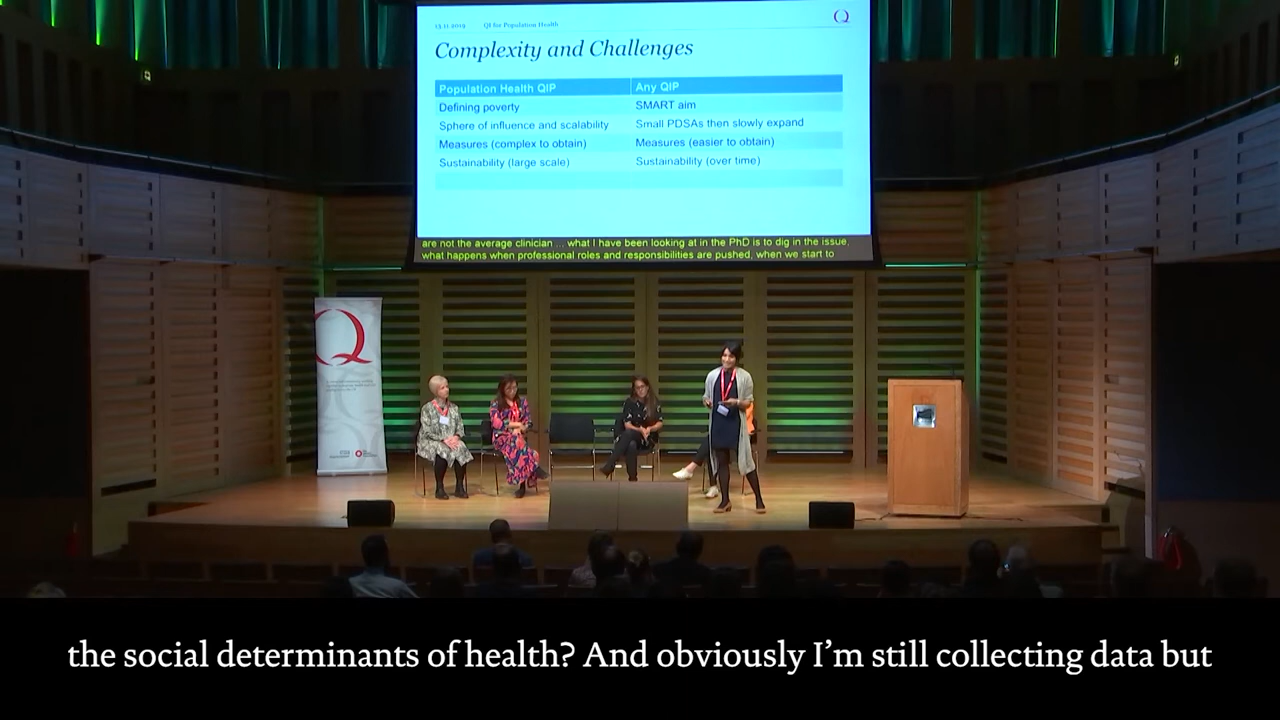 15.11.2019 QI for Population Health
Q
Complexity and Challenges
Population Health QIP Any QIP
Defining poverty SMART aim
Sphere of influence and scalability Small PDSAs then slowly expand
Measures (complex to obtain) Measures (easier to obtain)
Sustainability (large scale) Sustainability (over time)
are not the average clinician ... what I have been looking at in the PhD is to dig in the issue,
what happens when professional roles and responsibilities are pushed, when we start to
Q
the social determinants of health? And obviously I’m still collecting data but